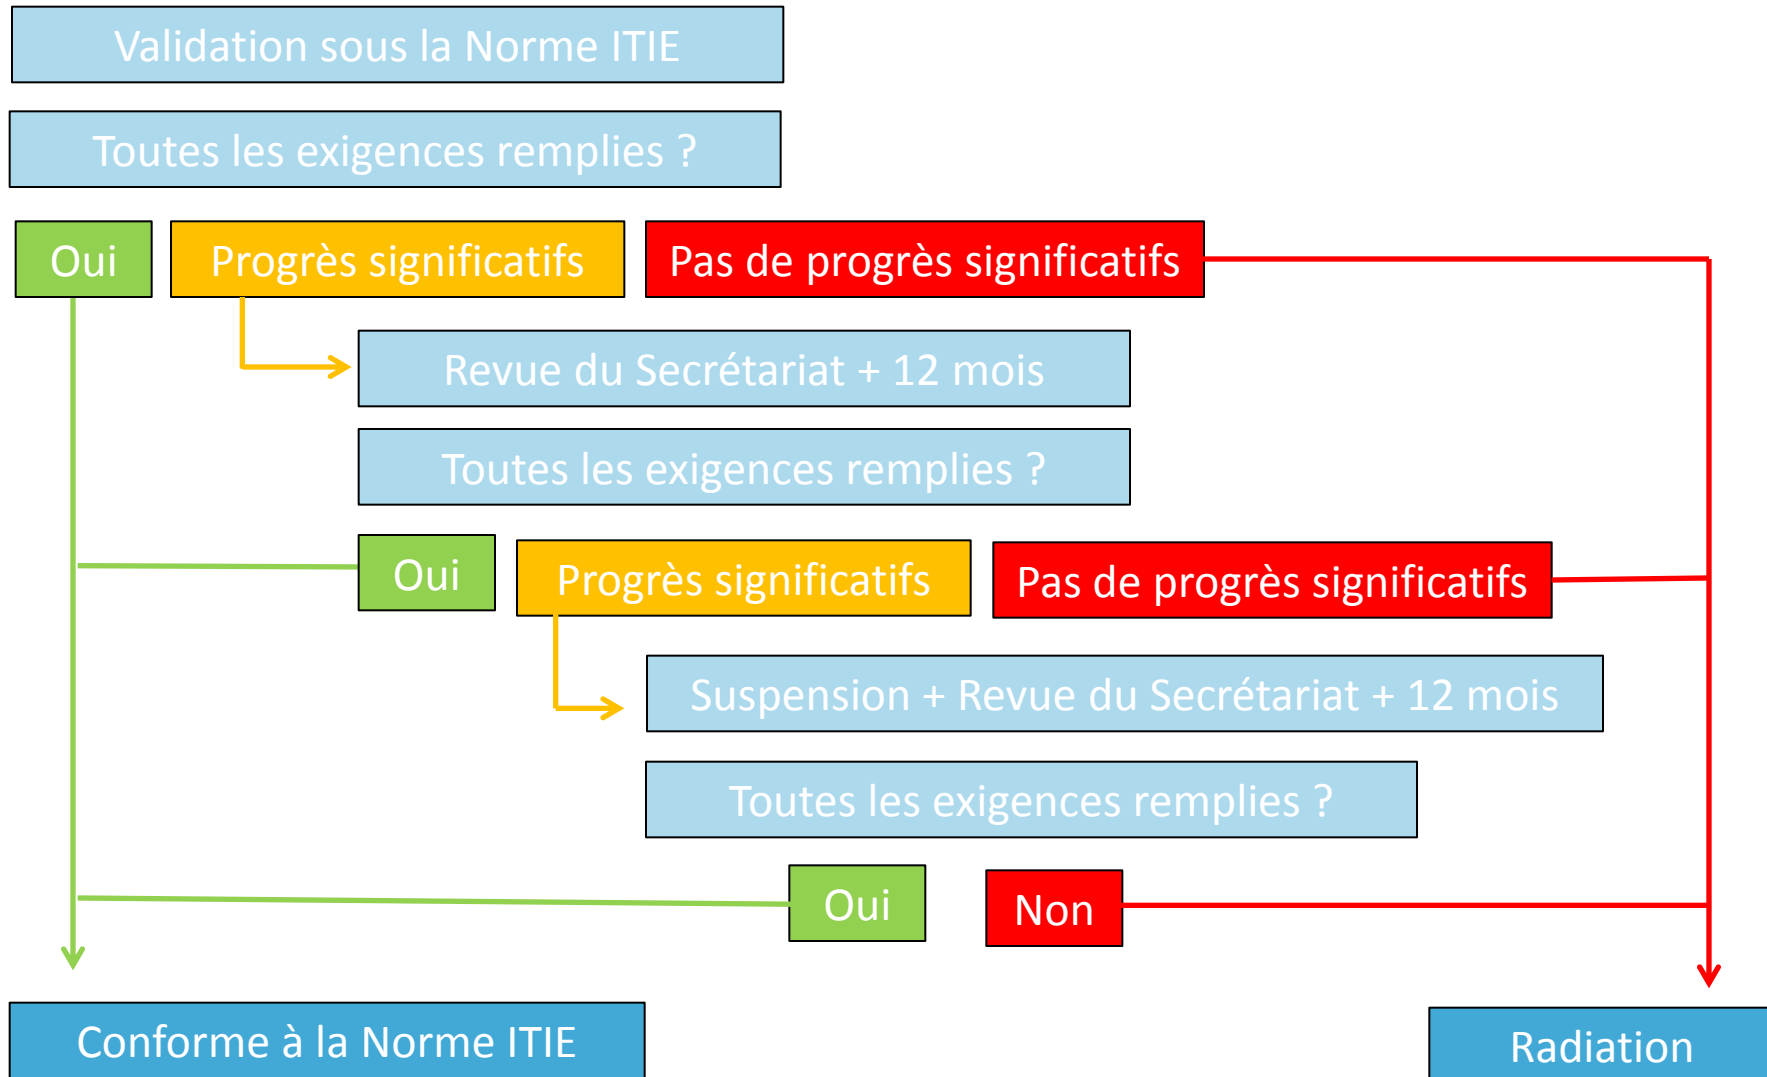 Validation sous la Norme ITIE
Toutes les exigences remplies ?
Oui
Progrès significatifs
Pas de progrès significatifs
Revue du Secrétariat + 12 mois
Toutes les exigences remplies ?
Oui
Progrès significatifs
Pas de progrès significatifs
Suspension + Revue du Secrétariat + 12 mois
Toutes les exigences remplies ?
Oui
Non
Conforme à la Norme ITIE
Radiation